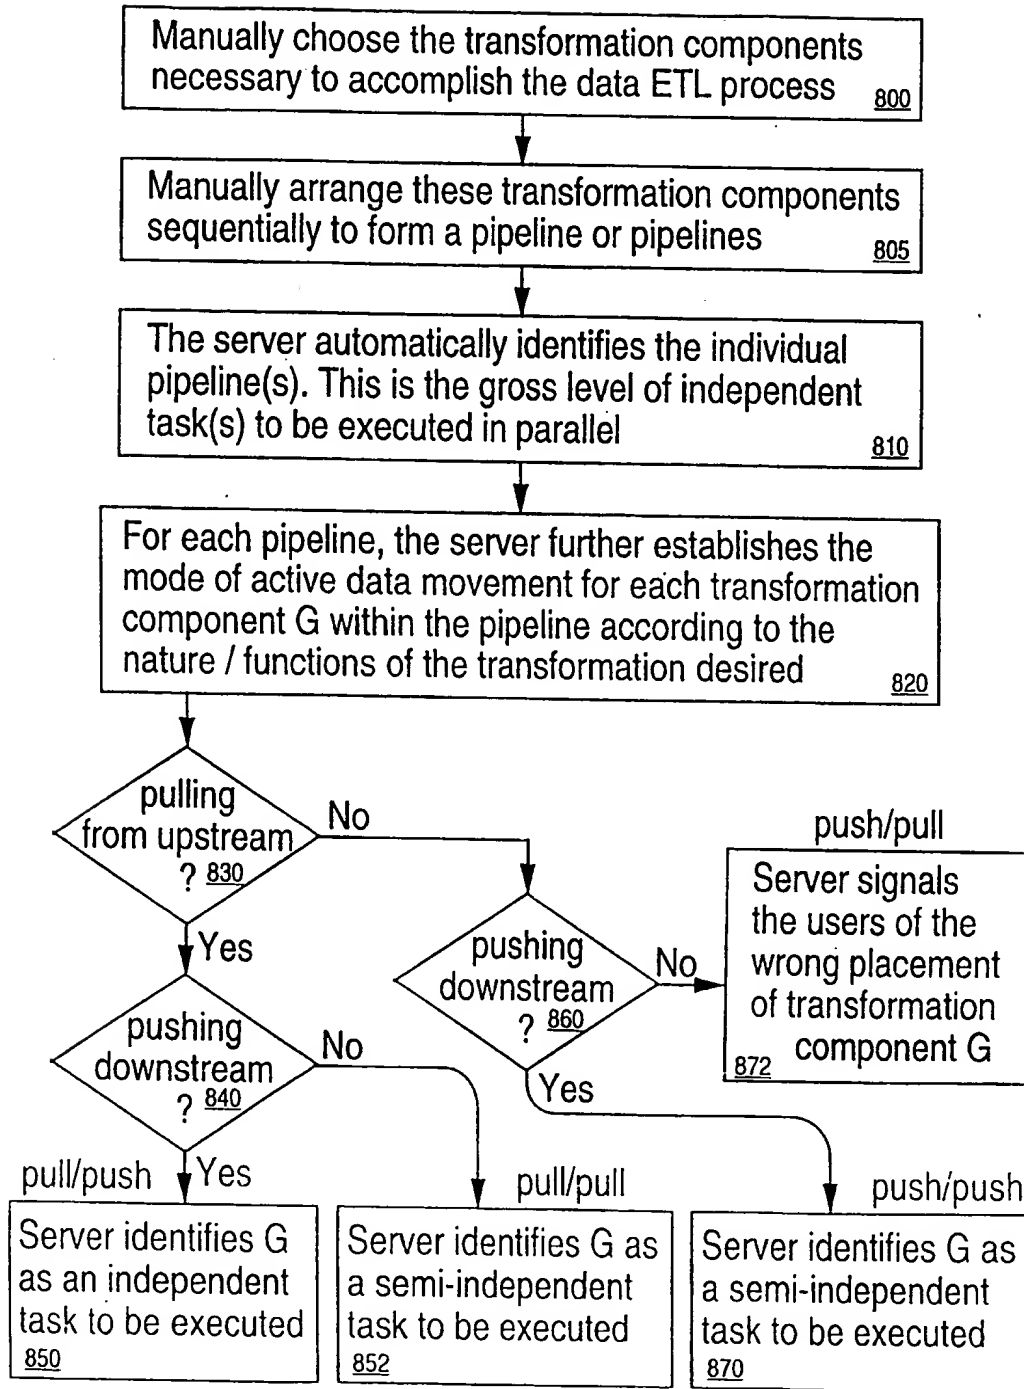 Manually choose the transformation components
necessary to accomplish the data ETL process 800
Manually arrange these transformation components
sequentially to form a pipeline or pipelines 805
The server automatically identifies the individual
pipeline(s). This is the gross level of independent
task(s) to be executed in parallel 810
For each pipeline, the server further establishes the
mode of active data movement for each transformation
component G within the pipeline according to the
nature / functions of the transformation desired 820
pulling
from upstream
? 830
No
Yes
pushing
downstream
? 840
No
Yes
pushing
downstream
? 860
No
Yes
push/pull
Server signals
the users of the
wrong placement
of transformation
component G
872
pull/push
Server identifies G
as an independent
task to be executed
850
pull/pull
Server identifies G as
a semi-independent
task to be executed
852
push/push
Server identifies G as
a semi-independent
task to be executed
870